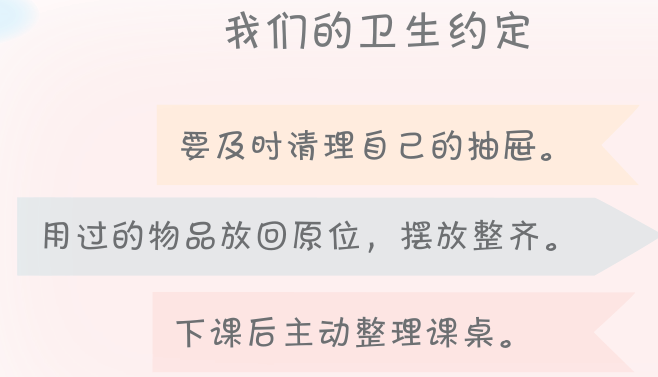 我们的卫生约定
要及时清理自己的抽屉。
用过的物品放回原位，摆放整齐。
下课后主动整理课桌。